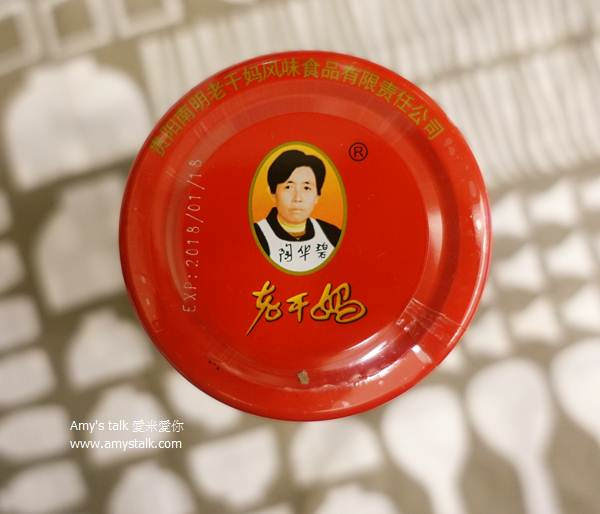 贵阳南明老干妈风味食品有限责任公司
®
EXP:2018/01/18
陶华碧
老干妈
Amy's talk 爱米爱你
www.amystalk.com